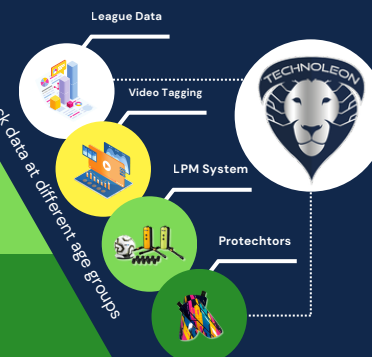 League Data
TECHNOLEON
Video Tagging
LPM System
Protechtors
data at different age groups